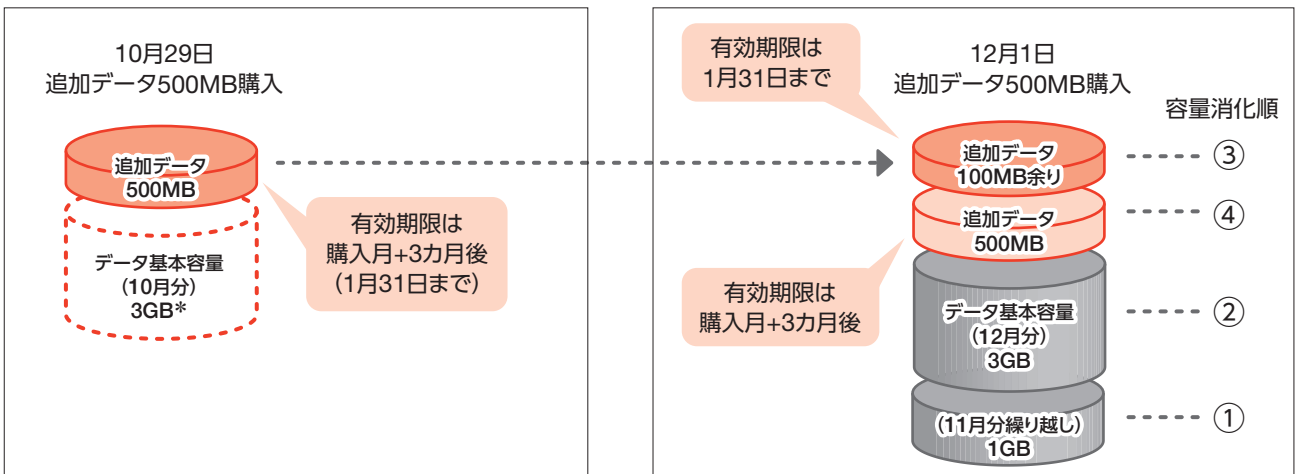 10月29日
追加データ500MB購入
追加データ
500MB
データ基本容量
(10月分)
3GB*
有効期限は
購入月+3カ月後
(1月31日まで)
有効期限は
1月31日まで
12月1日
追加データ500MB購入
容量消化順
追加データ
100MB余り
③
追加データ
500MB
④
有効期限は
購入月+3カ月後
データ基本容量
(12月分)
3GB
②
(11月分繰り越し)
1GB
①